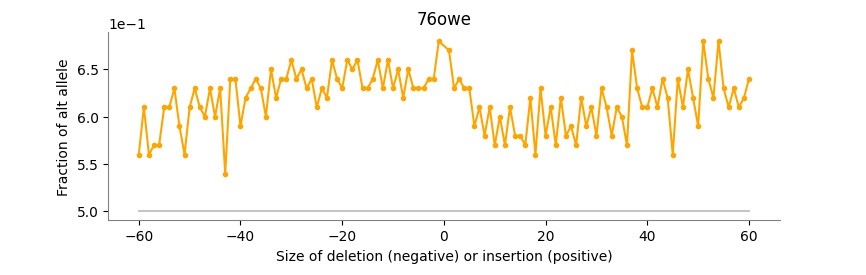 76owe
1e−1
Fraction of alt allele
6.5
6.0
5.5
5.0
−60 −40 −20 0 20 40 60
Size of deletion (negative) or insertion (positive)